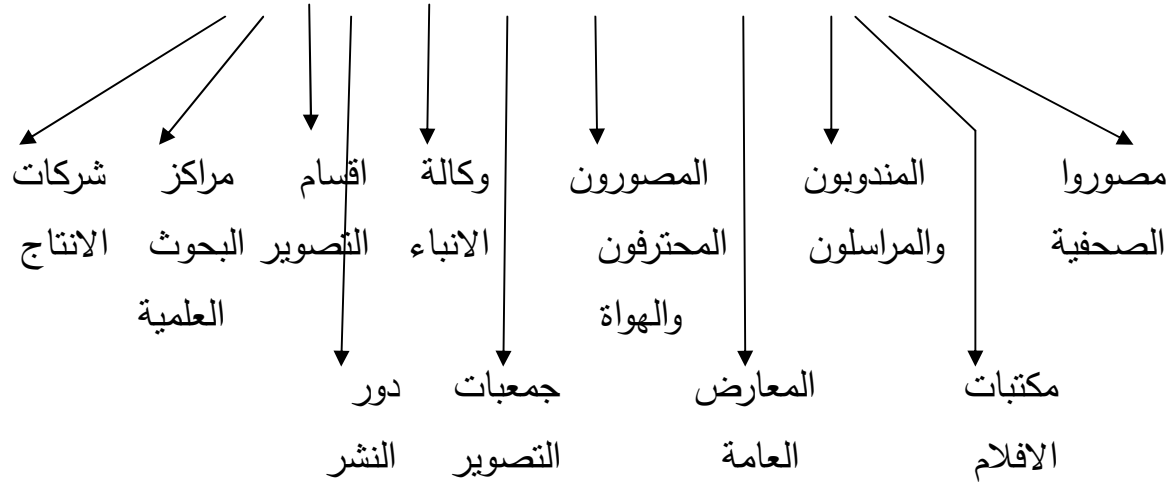 مصوروا المندوبون المصورون وكالة اقسام مراكز شركات
الصحفية والمراسلون المحترفون الانباء التصوير البحوث الانتاج
والهواة العلمية
مكتبات المعارض جمعبات دور
الافلام العامة التصوير النشر